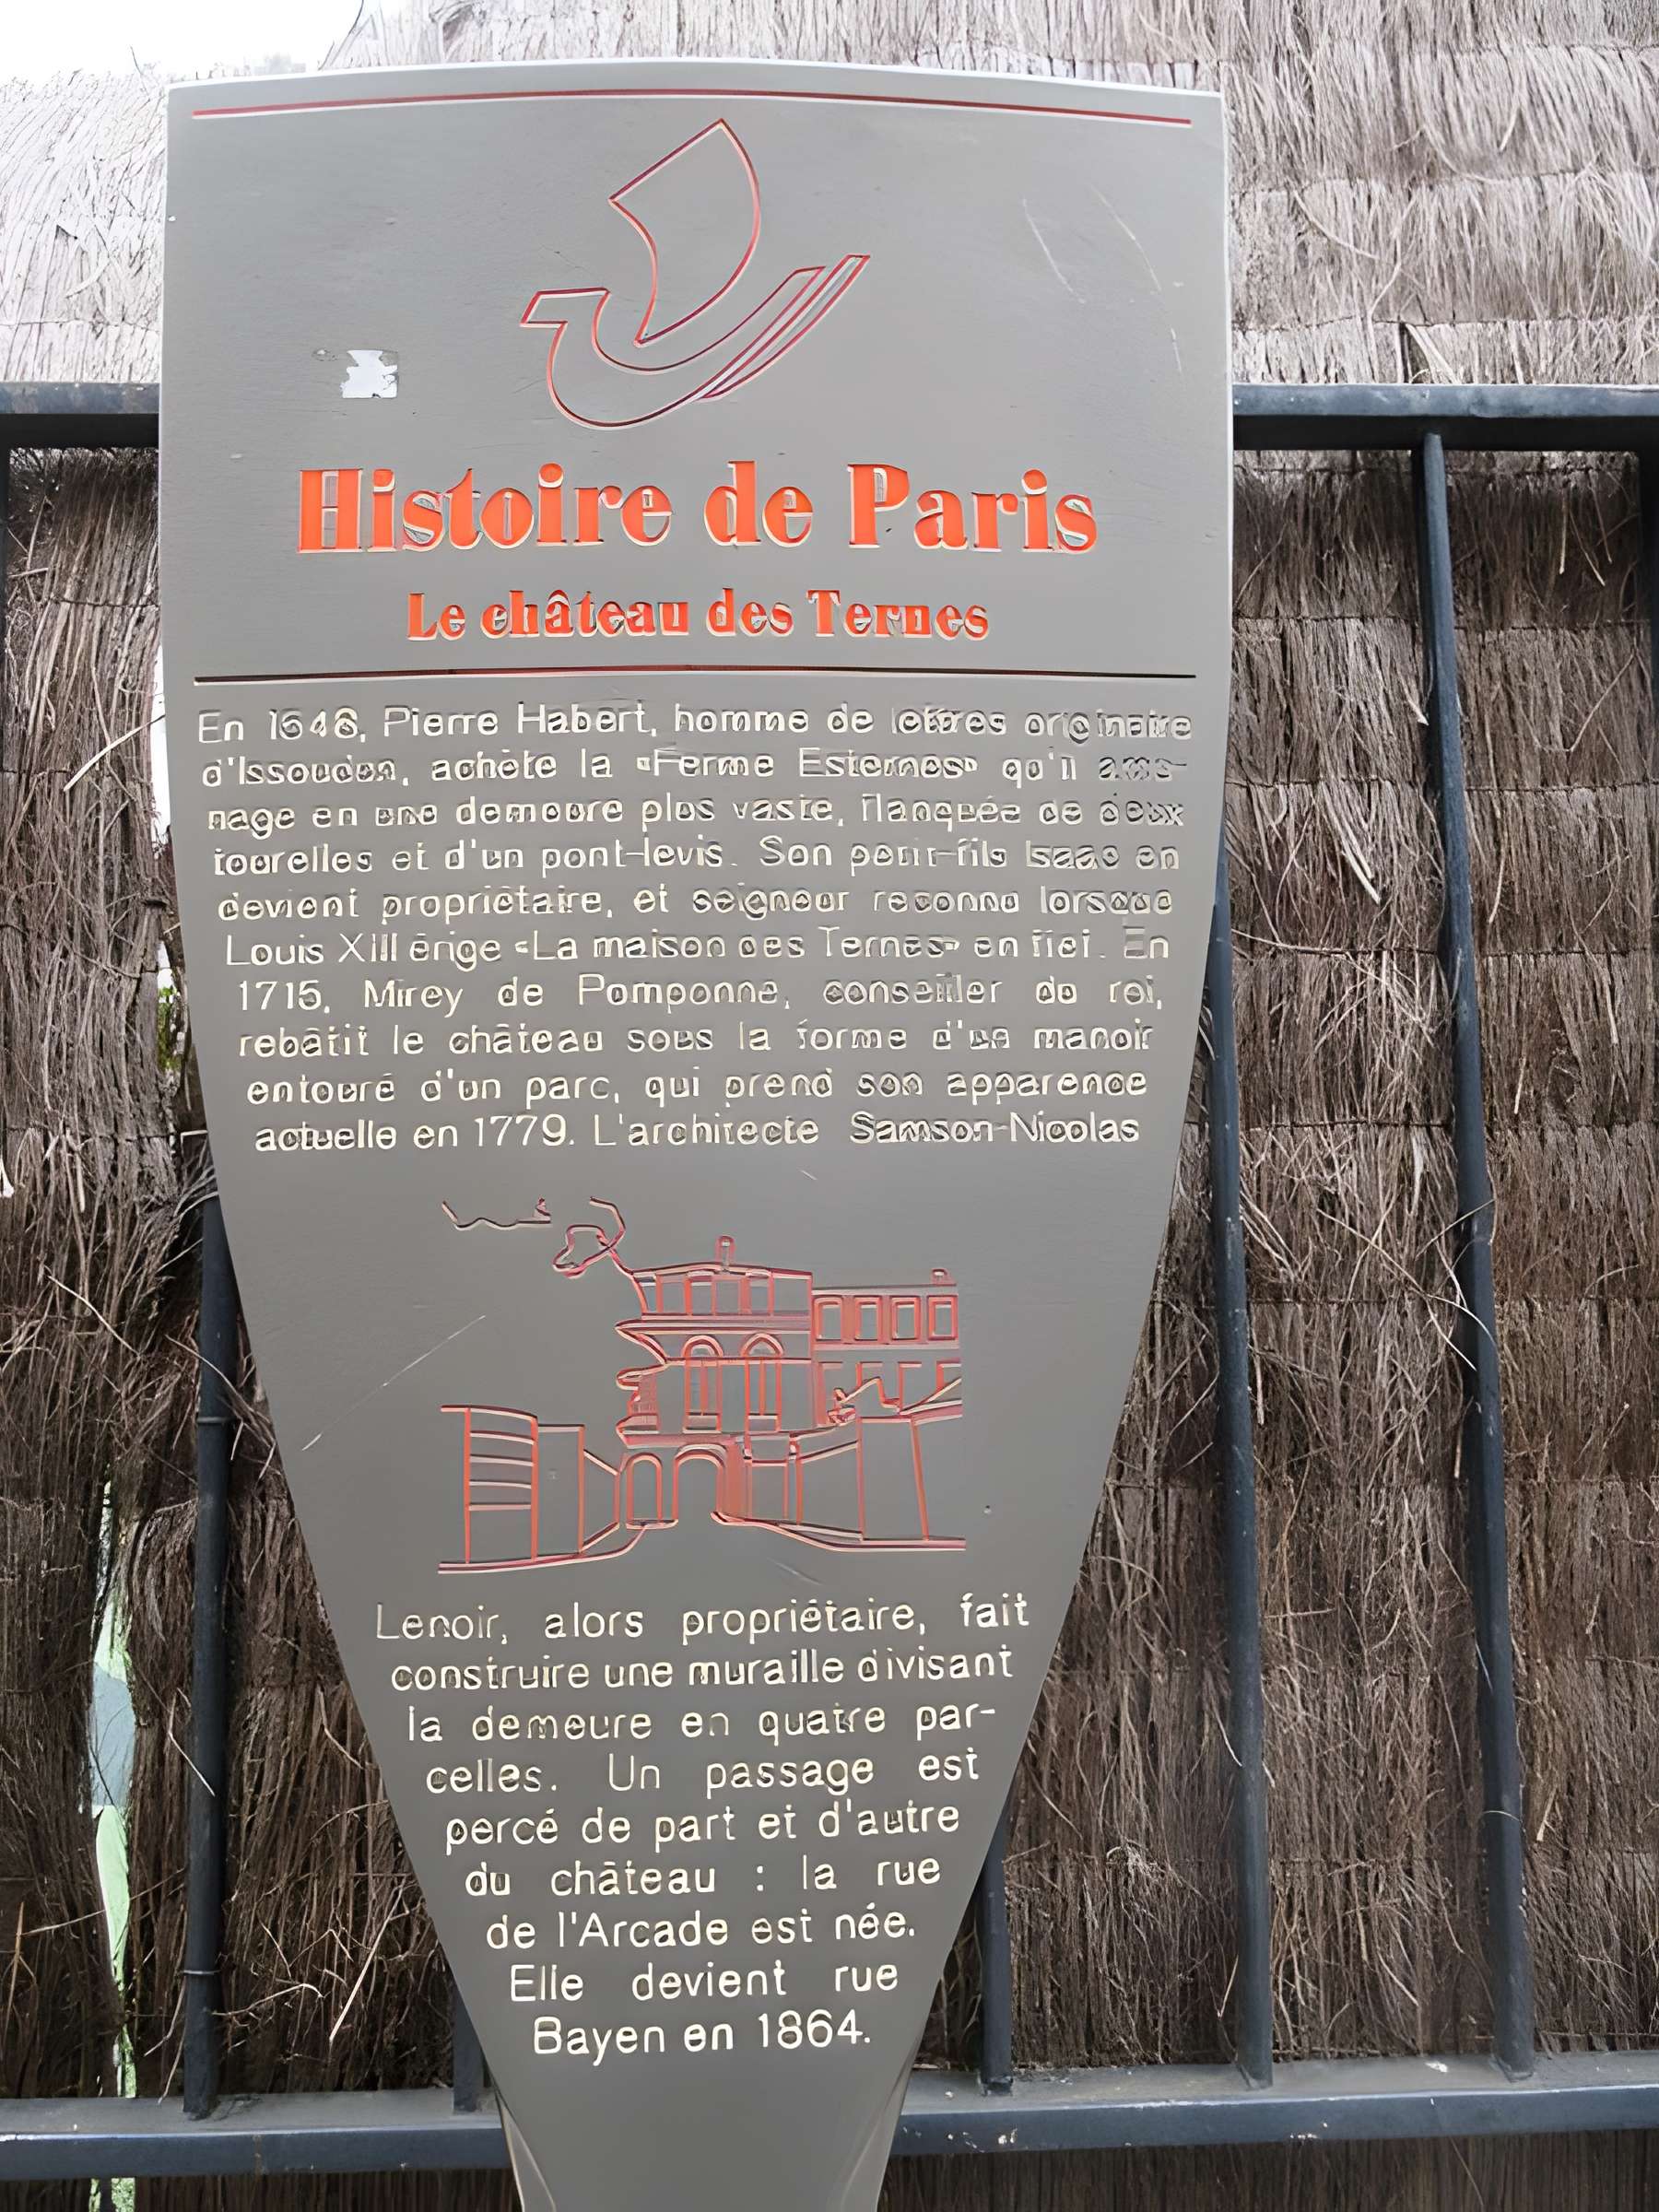 Histoire de Paris
Le château des Ternes
En 1548, Pierre Habert, homme de lettres originaire
d'Issoudun, achète la «Ferme Esternes» qu'il amé-
nage en une demeure plus vaste, flanquée de deux
tourelles et d'un pont-levis. Son petit-fils Isaac en
devient propriétaire, et seigneur reconnu lorsque
Louis XIII érige «La maison des Ternes» en fief. En
1715, Mirey de Pomponne, conseiller du roi,
rebâtit le château sous la forme d'un manoir
entouré d'un parc, qui prend son apparence
actuelle en 1779. L'architecte Samson-Nicolas
Lenoir, alors propriétaire, fait
construire une muraille divisant
la demeure en quatre par-
celles. Un passage est
percé de part et d'autre
du château : la rue
de l'Arcade est née.
Elle devient rue
Bayen en 1864.